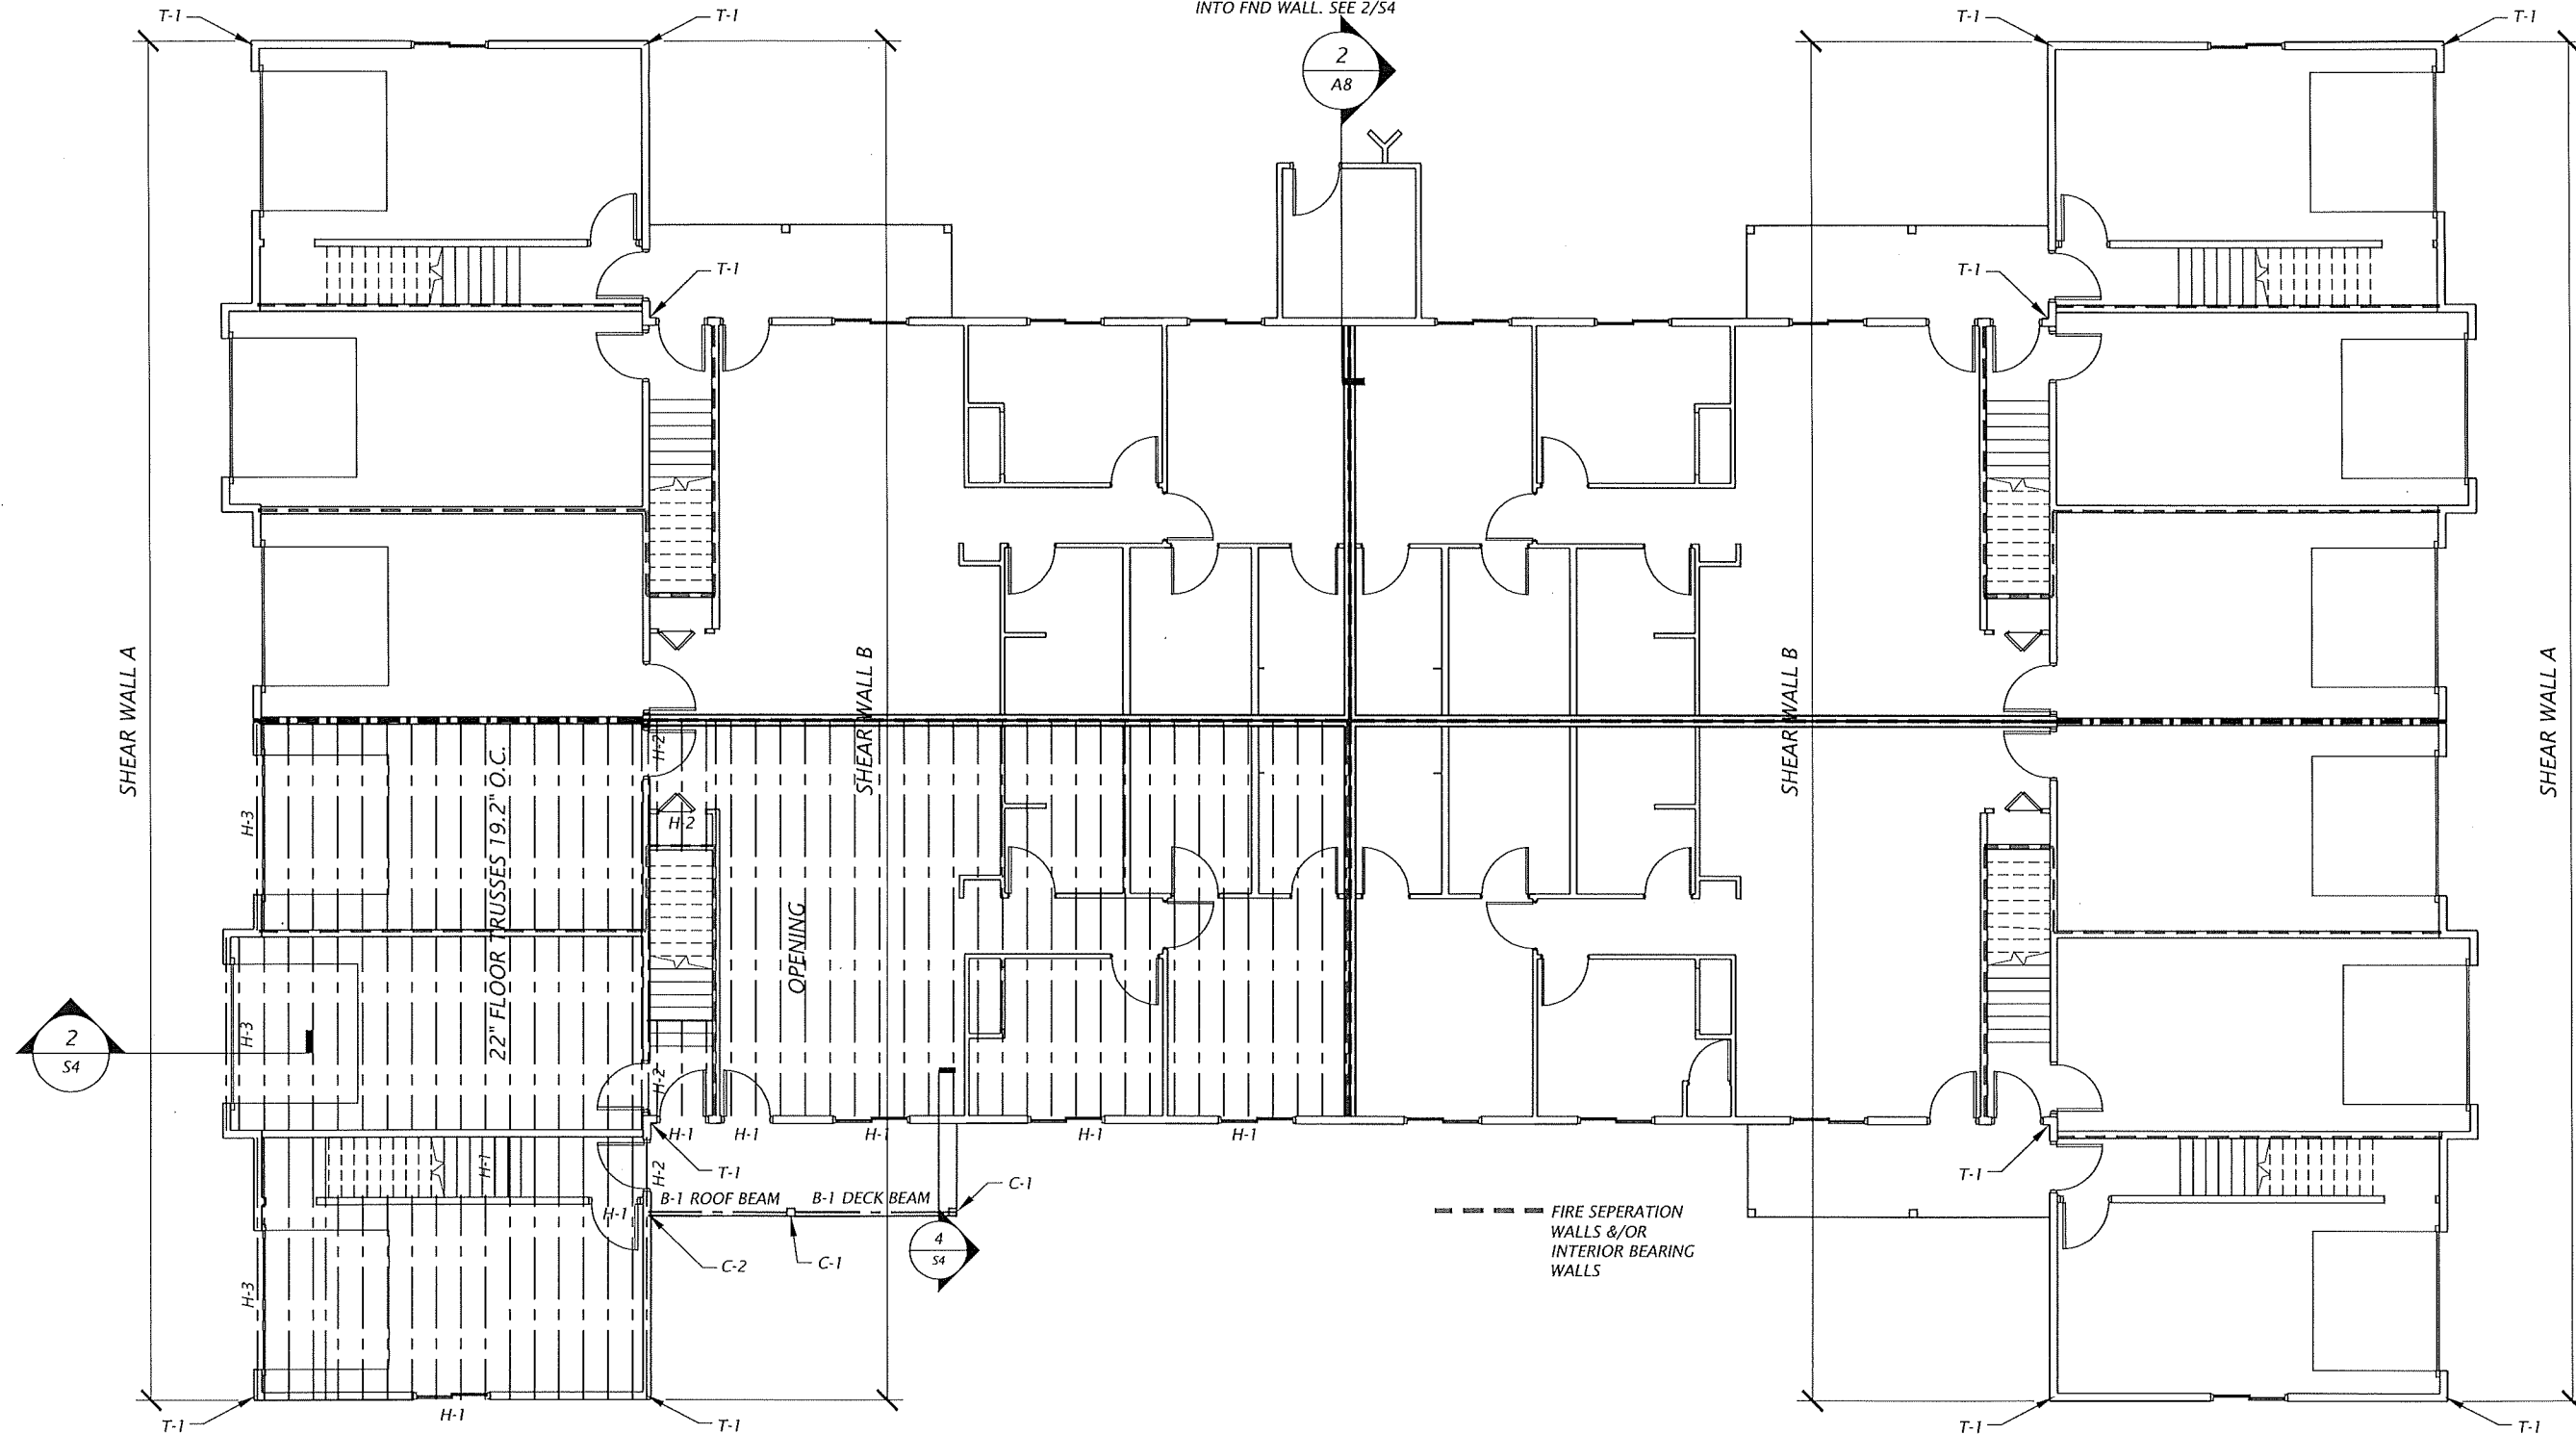 INTO FND WALL. SEE 2/S4
T-1
T-1
T-1
T-1
2
A8
T-1
T-1
SHEAR WALL A
SHEAR WALL B
SHEAR WALL B
SHEAR WALL A
H-2
22" FLOOR TRUSSES 19.2" O.C.
H-3
H-2
OPENING
2
S4
H-3
H-2
H-1
H-1
H-1
H-1
H-1
H-1
H-2
T-1
T-1
C-1
B-1 ROOF BEAM
B-1 DECK BEAM
H-1
FIRE SEPERATION
WALLS &/OR
INTERIOR BEARING
WALLS
4
S4
C-2
C-1
H-3
H-1
T-1
T-1
T-1
T-1